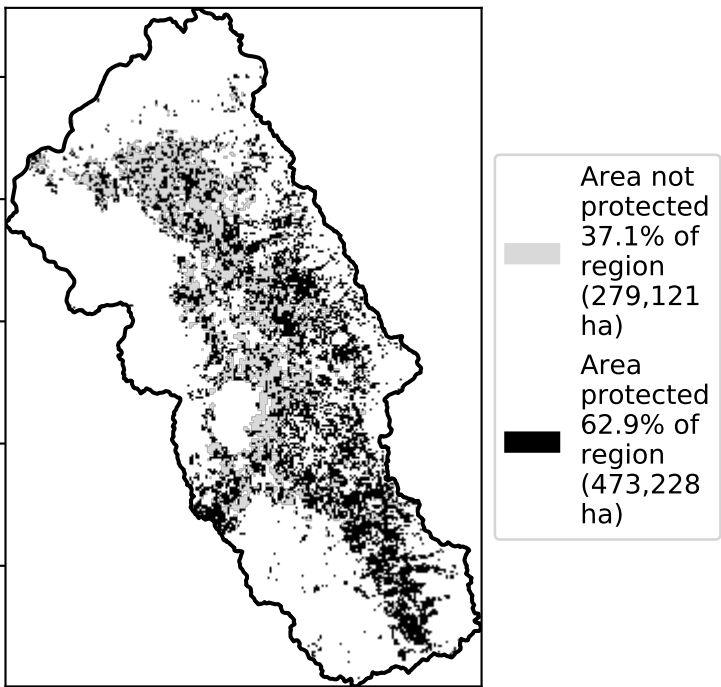 Area not
protected
37.1% of
region
(279,121
ha)
Area
protected
62.9% of
region
(473,228
ha)